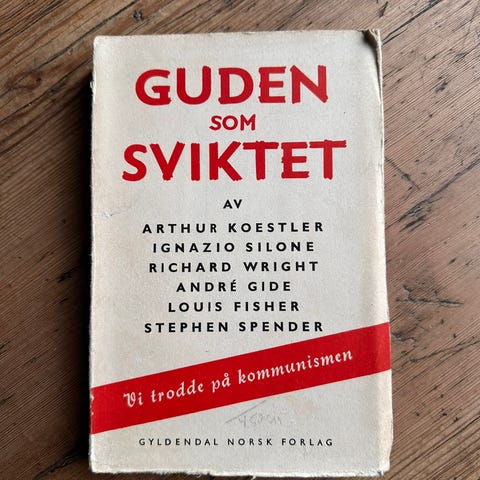 GUDEN
SOM
SVIKTET
AV
ARTHUR KOESTLER
IGNAZIO SILONE
RICHARD WRIGHT
ANDRÉ GIDE
LOUIS FISHER
STEPHEN SPENDER
Vi trodde på kommunismen
GYLDENDAL NORSK FORLAG